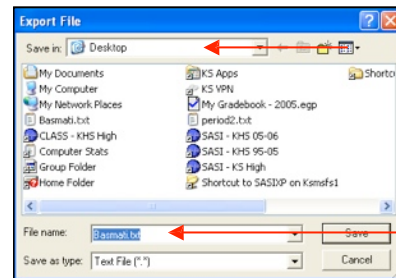 Export File
Save in: Desktop
My Documents
My Computer
My Network Places
Basmati.txt
CLASS - KHS High
Computer Stats
Group Folder
Home Folder
KS Apps
KS VPN
My Gradebook - 2005.egp
period2.txt
SASI - KHS 05-06
SASI - KHS 95-05
SASI - KS High
Shortcut to SASIXP on Ksmsfs1
Shortc
File name: Basmati.txt
Save
Save as type: Text File (*.*)
Cancel